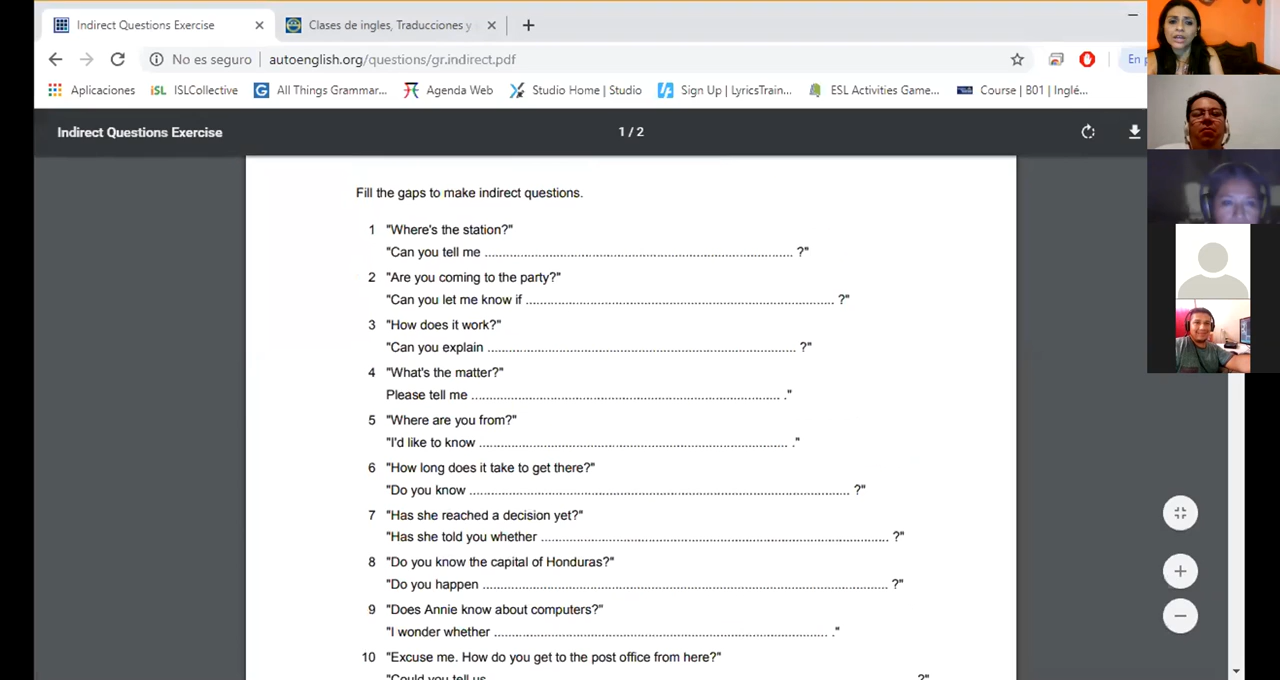 Indirect Questions Exercise
Clases de ingles, Traducciones y
No es seguro autoenglish.org/questions/gr.indirect.pdf
En p
Aplicaciones iSL ISLCollective G All Things Grammar... Agenda Web Studio Home | Studio Sign Up | LyricsTrain... ESL Activities Game... Course | B01 | Inglé...
Indirect Questions Exercise 1 / 2
Fill the gaps to make indirect questions.
1 "Where's the station?"
"Can you tell me ............................................................................. ?"
2 "Are you coming to the party?"
"Can you let me know if ............................................................................. ?"
3 "How does it work?"
"Can you explain ............................................................................. ?"
4 "What's the matter?"
Please tell me ............................................................................. ."
5 "Where are you from?"
"I'd like to know ............................................................................. ."
6 "How long does it take to get there?"
"Do you know ............................................................................................... ?"
7 "Has she reached a decision yet?"
"Has she told you whether ....................................................................................... ?"
8 "Do you know the capital of Honduras?"
"Do you happen ..................................................................................................... ?"
9 "Does Annie know about computers?"
"I wonder whether ................................................................................... ."
10 "Excuse me. How do you get to the post office from here?"
"Could you tell us ........................................................................................................... ?"